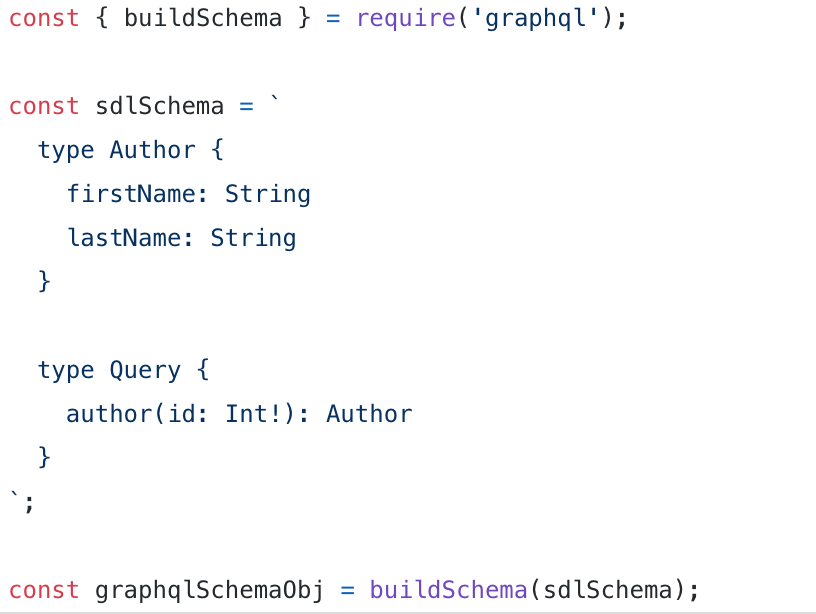 const { buildSchema } = require('graphql');
const sdlSchema = `
  type Author {
    firstName: String
    lastName: String
  }
  type Query {
    author(id: Int!): Author
  }
`;
const graphqlSchemaObj = buildSchema(sdlSchema);